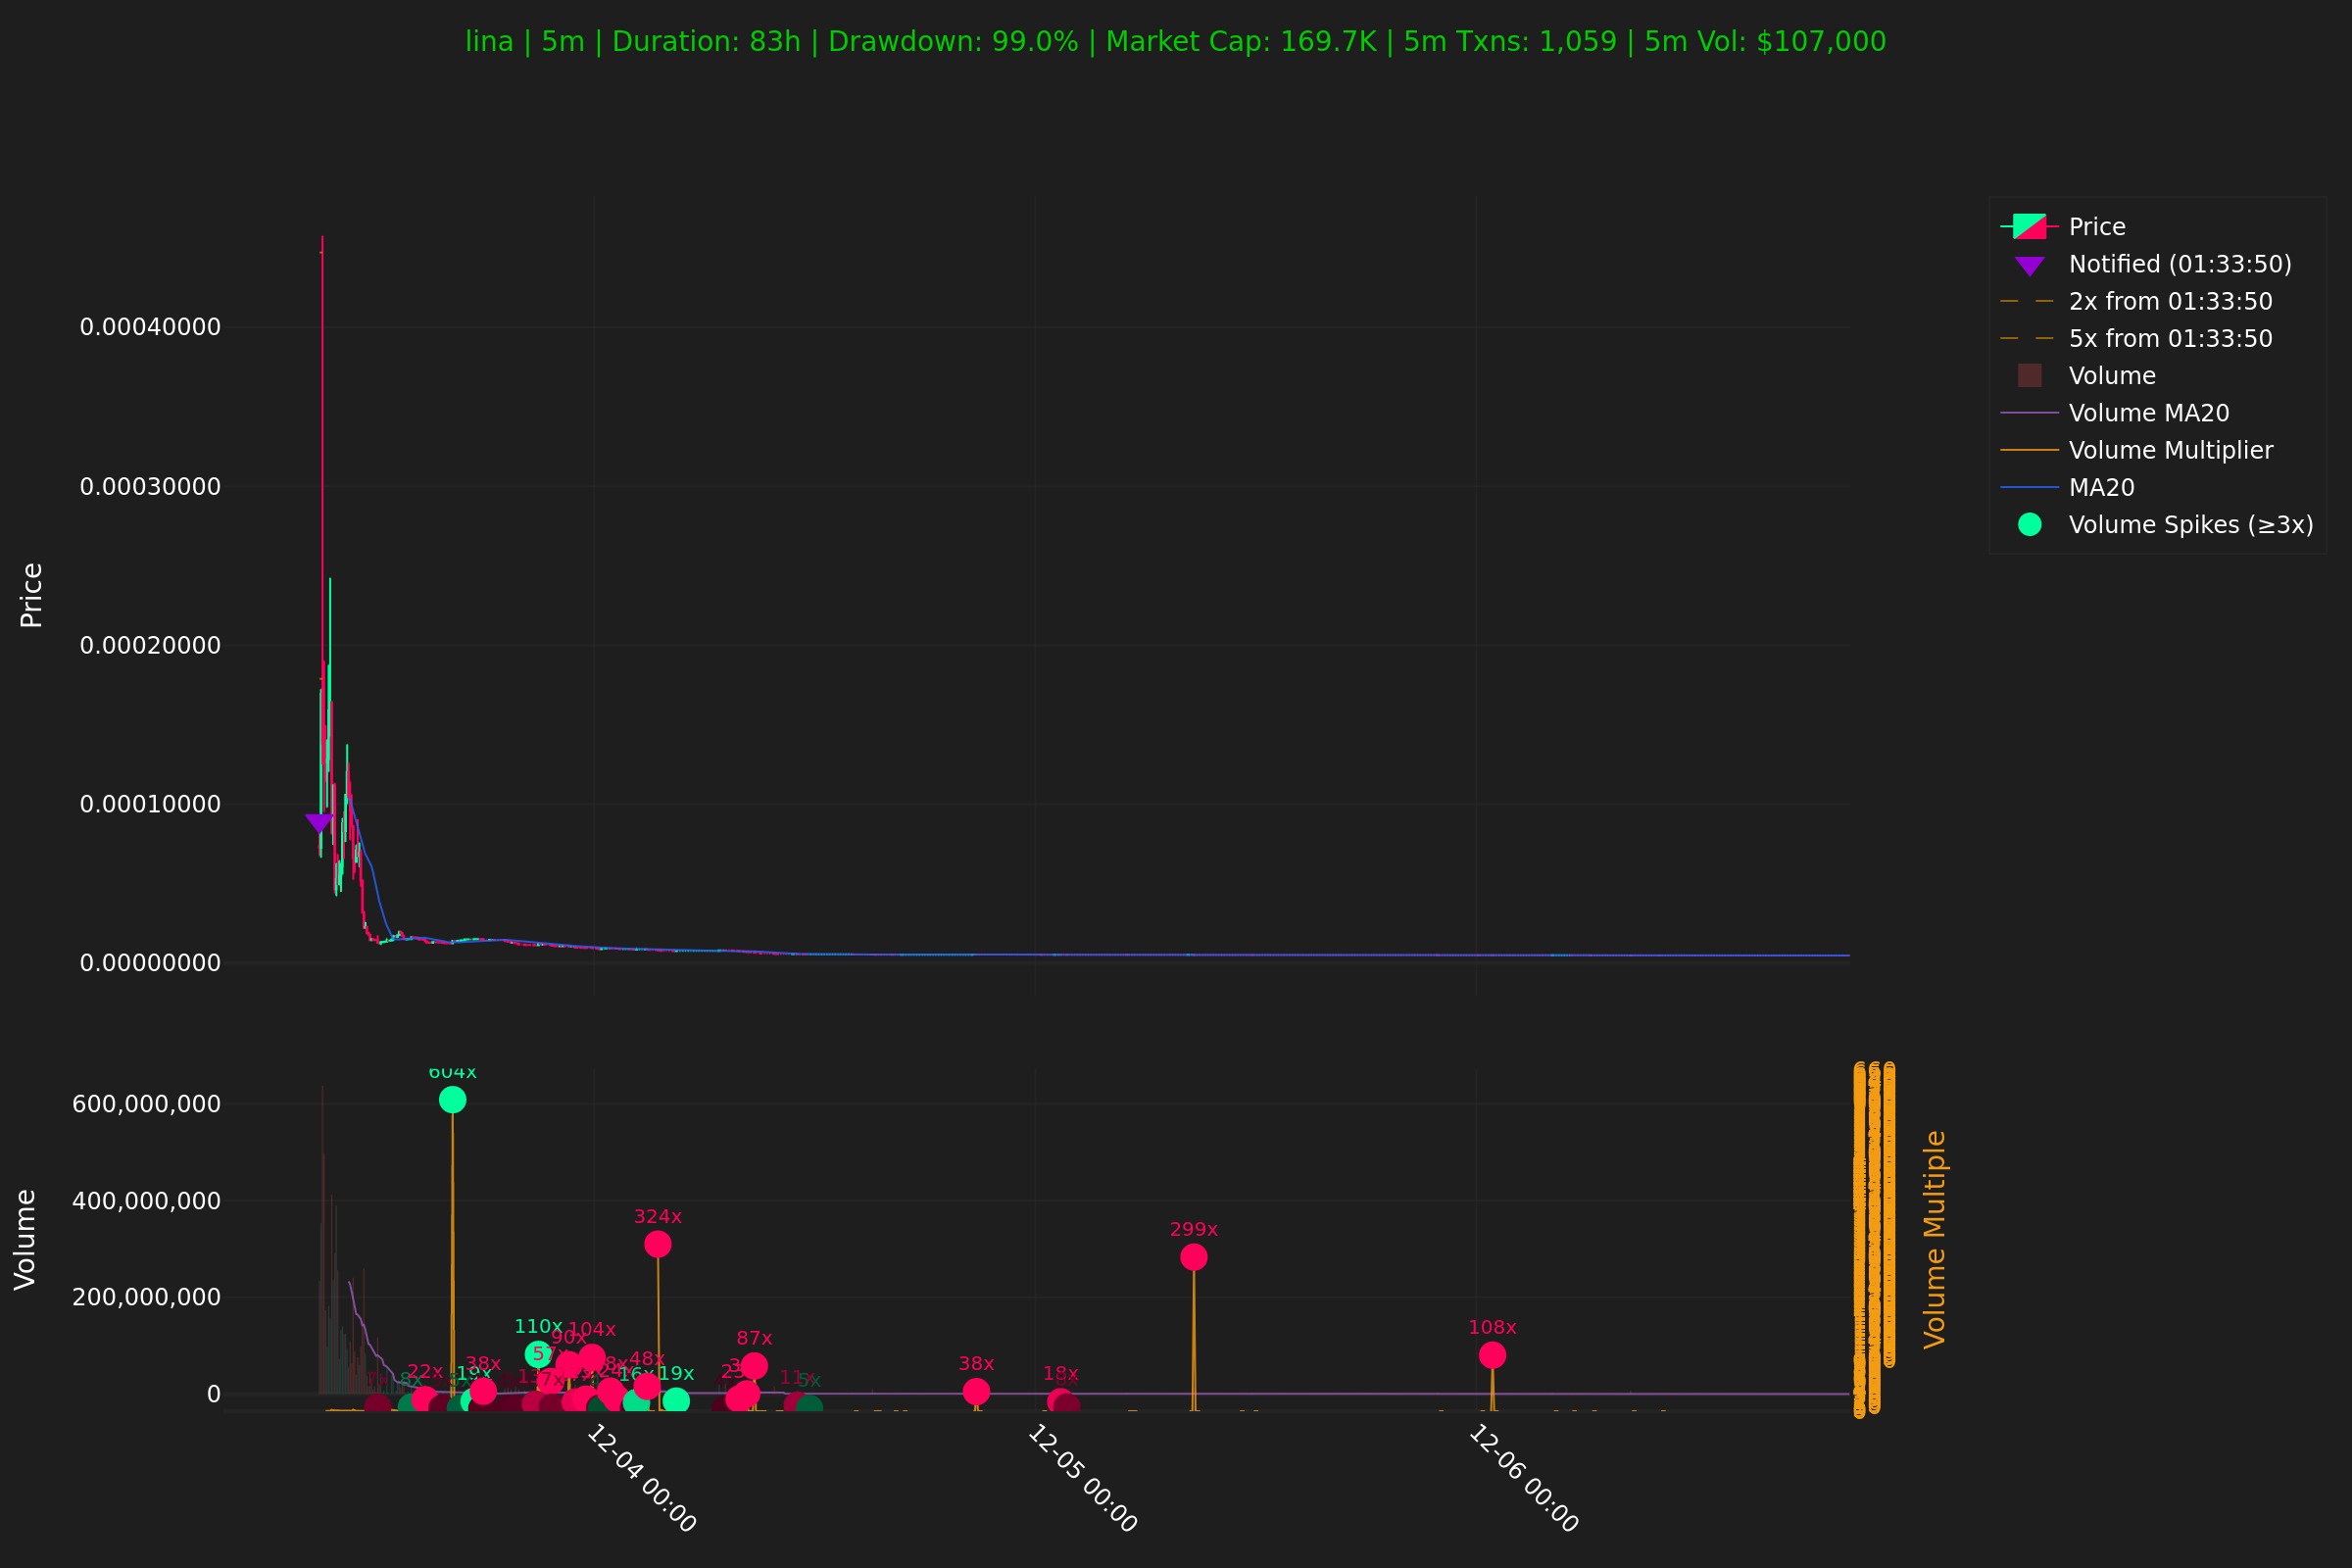 lina | 5m | Duration: 83h | Drawdown: 99.0% | Market Cap: 169.7K | 5m Txns: 1,059 | 5m Vol: $107,000
Price
0.00040000
0.00030000
0.00020000
0.00010000
0.00000000
Price
Notified (01:33:50)
2x from 01:33:50
5x from 01:33:50
Volume
Volume MA20
Volume Multiplier
MA20
Volume Spikes (≥3x)
Volume
600,000,000
400,000,000
200,000,000
0
604x
324x
299x
110x
104x
90x
87x
108x
57x
38x
48x
22x
19x
8x
16x
19x
38x
18x
5x
Volume Multiple
12-04 00:00
12-05 00:00
12-06 00:00